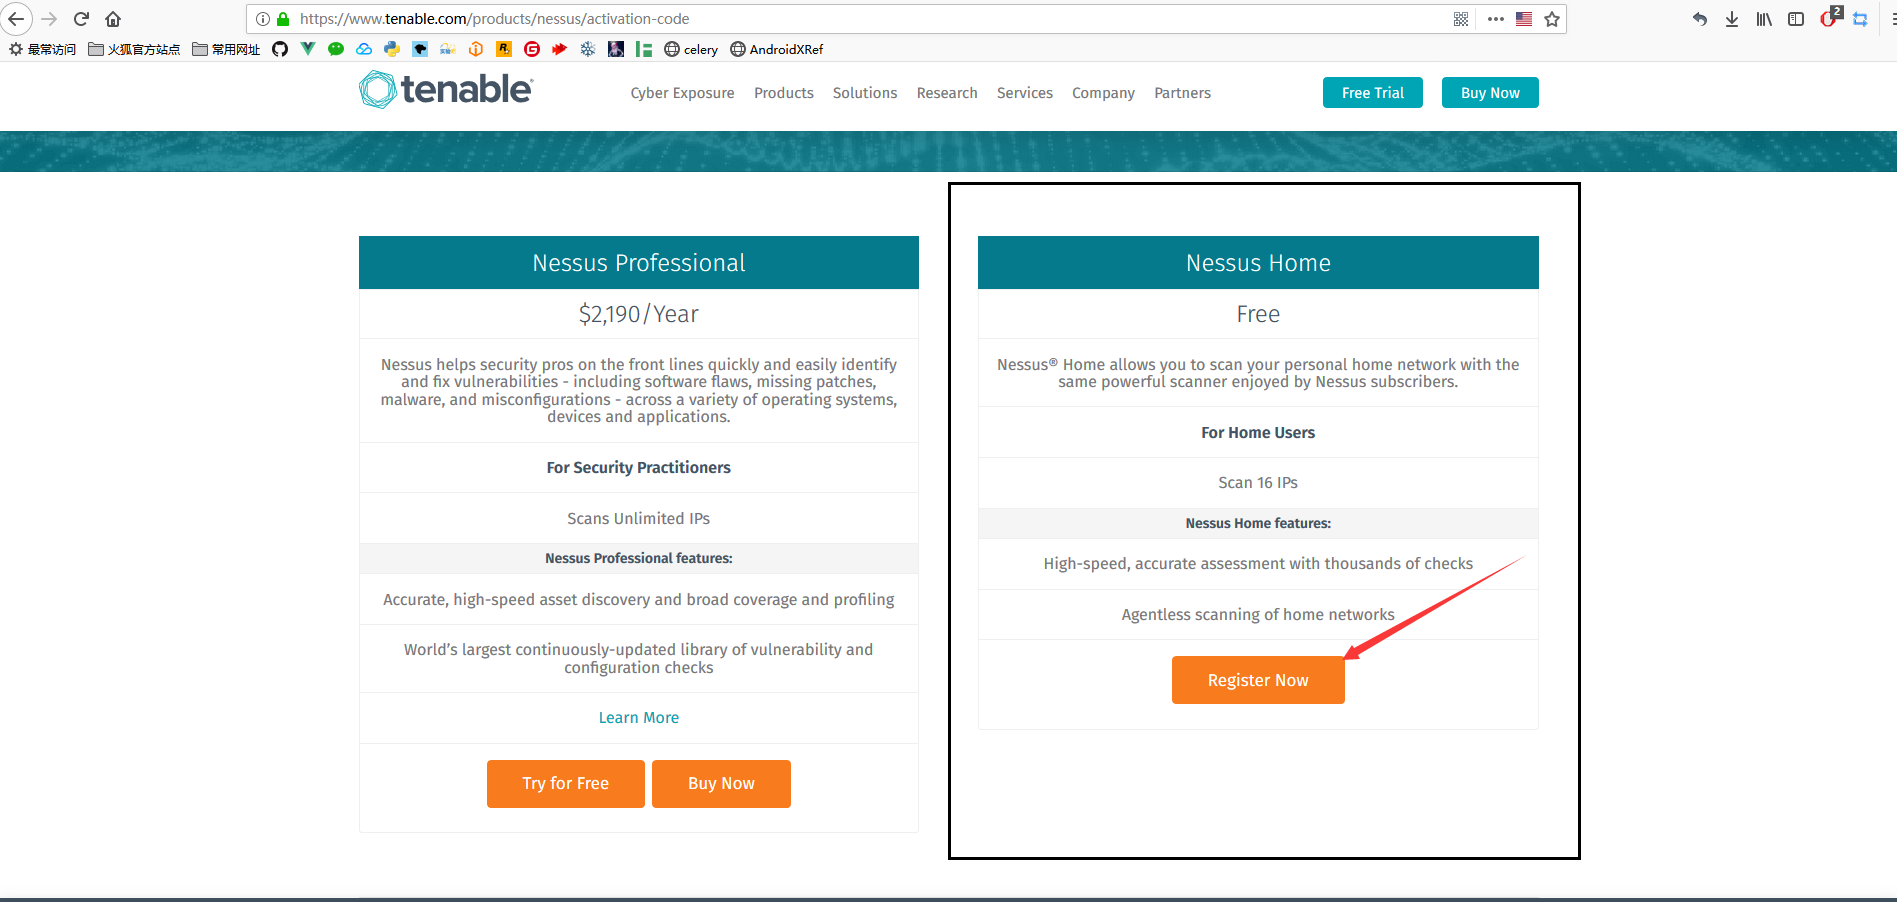 https://www.tenable.com/products/nessus/activation-code
2
最常访问 火狐官方站点 常用网址 celery AndroidXRef
tenable
Cyber Exposure Products Solutions Research Services Company Partners
Free Trial Buy Now
Nessus Professional
$2,190/Year
Nessus helps security pros on the front lines quickly and easily identify
and fix vulnerabilities - including software flaws, missing patches,
malware, and misconfigurations - across a variety of operating systems,
devices and applications.
For Security Practitioners
Scans Unlimited IPs
Nessus Professional features:
Accurate, high-speed asset discovery and broad coverage and profiling
World’s largest continuously-updated library of vulnerability and
configuration checks
Learn More
Try for Free Buy Now
Nessus Home
Free
Nessus® Home allows you to scan your personal home network with the
same powerful scanner enjoyed by Nessus subscribers.
For Home Users
Scan 16 IPs
Nessus Home features:
High-speed, accurate assessment with thousands of checks
Agentless scanning of home networks
Register Now